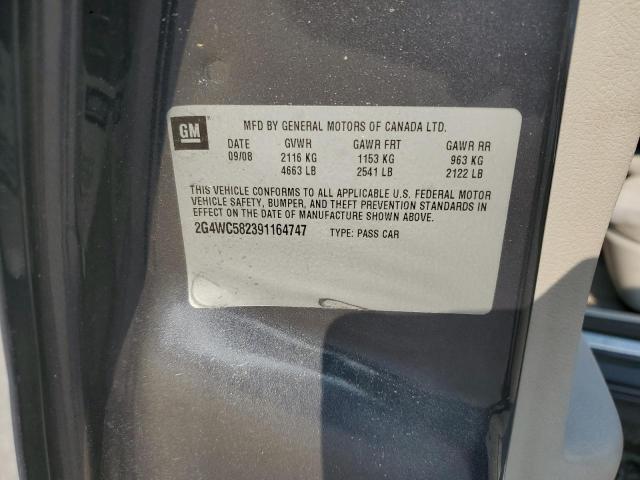 GM
MFD BY GENERAL MOTORS OF CANADA LTD.
DATE GVWR GAWR FRT GAWR RR
09/08 2116 KG 1153 KG 963 KG
4663 LB 2541 LB 2122 LB
THIS VEHICLE CONFORMS TO ALL APPLICABLE U.S. FEDERAL MOTOR
VEHICLE SAFETY, BUMPER, AND THEFT PREVENTION STANDARDS IN
EFFECT ON THE DATE OF MANUFACTURE SHOWN ABOVE.
2G4WC582391164747 TYPE: PASS CAR